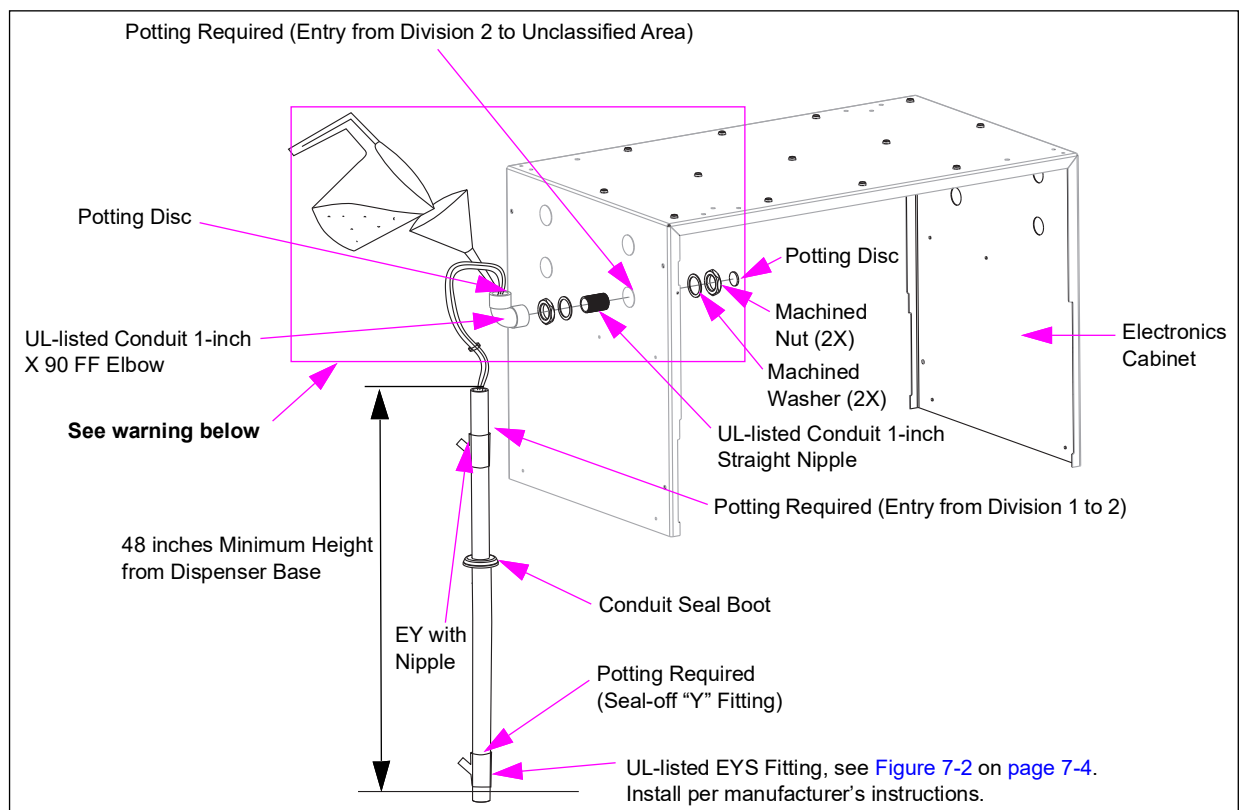 Potting Required (Entry from Division 2 to Unclassified Area)
Potting Disc
Potting Disc
UL-listed Conduit 1-inch
X 90 FF Elbow
Machined
Nut (2X)
Electronics
Cabinet
Machined
Washer (2X)
See warning below
UL-listed Conduit 1-inch
Straight Nipple
Potting Required (Entry from Division 1 to 2)
48 inches Minimum Height
from Dispenser Base
Conduit Seal Boot
EY with
Nipple
Potting Required
(Seal-off “Y” Fitting)
UL-listed EYS Fitting, see Figure 7-2 on page 7-4.
Install per manufacturer’s instructions.